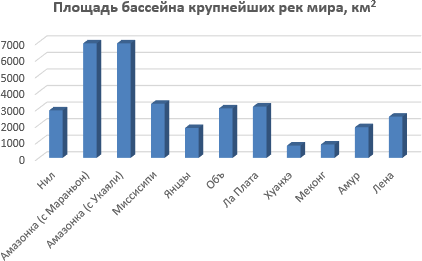 Площадь бассейна крупнейших рек мира, км²
7000
6000
5000
4000
3000
2000
1000
0
Нил
Амазонка (с Мараньон)
Амазонка (с Укаяли)
Миссисипи
Янцзы
Объ
Ла Плата
Хуанхэ
Меконг
Амур
Лена